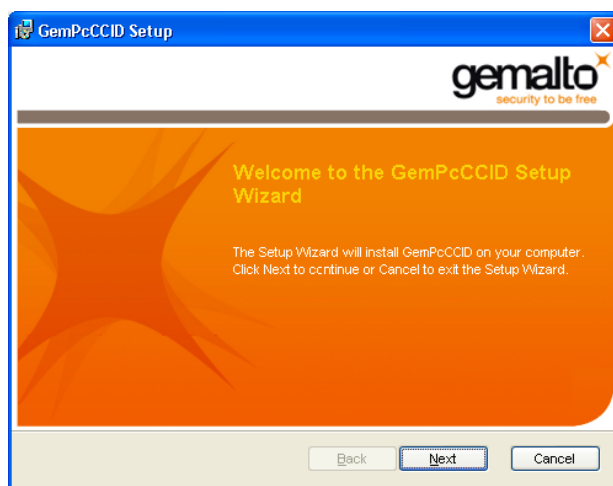 GemPcCCID Setup
gemalto
security to be free
Welcome to the GemPcCCID Setup
Wizard
The Setup Wizard will install GemPcCCID on your computer.
Click Next to continue or Cancel to exit the Setup Wizard.
Back Next Cancel